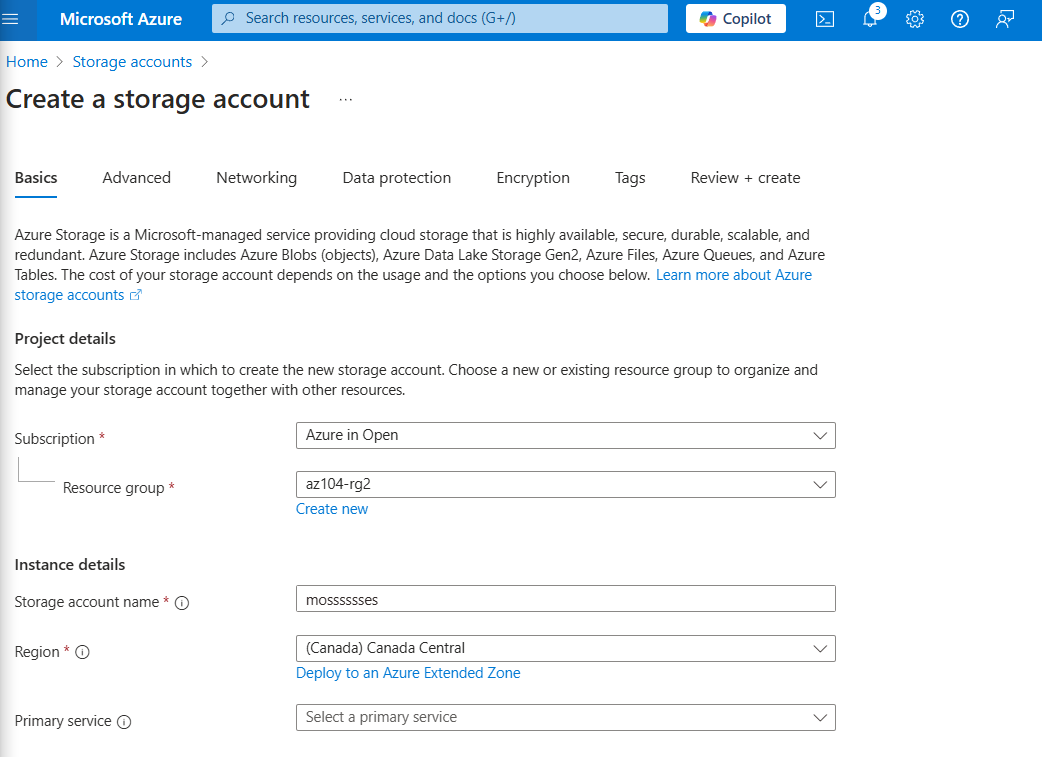 Microsoft Azure
Search resources, services, and docs (G+/)
Copilot
3
Home > Storage accounts >
Create a storage account ...
Basics Advanced Networking Data protection Encryption Tags Review + create
Azure Storage is a Microsoft-managed service providing cloud storage that is highly available, secure, durable, scalable, and
redundant. Azure Storage includes Azure Blobs (objects), Azure Data Lake Storage Gen2, Azure Files, Azure Queues, and Azure
Tables. The cost of your storage account depends on the usage and the options you choose below. Learn more about Azure
storage accounts
Project details
Select the subscription in which to create the new storage account. Choose a new or existing resource group to organize and
manage your storage account together with other resources.
Subscription * Azure in Open
Resource group * az104-rg2
Create new
Instance details
Storage account name * mosssssses
Region * (Canada) Canada Central
Deploy to an Azure Extended Zone
Primary service Select a primary service